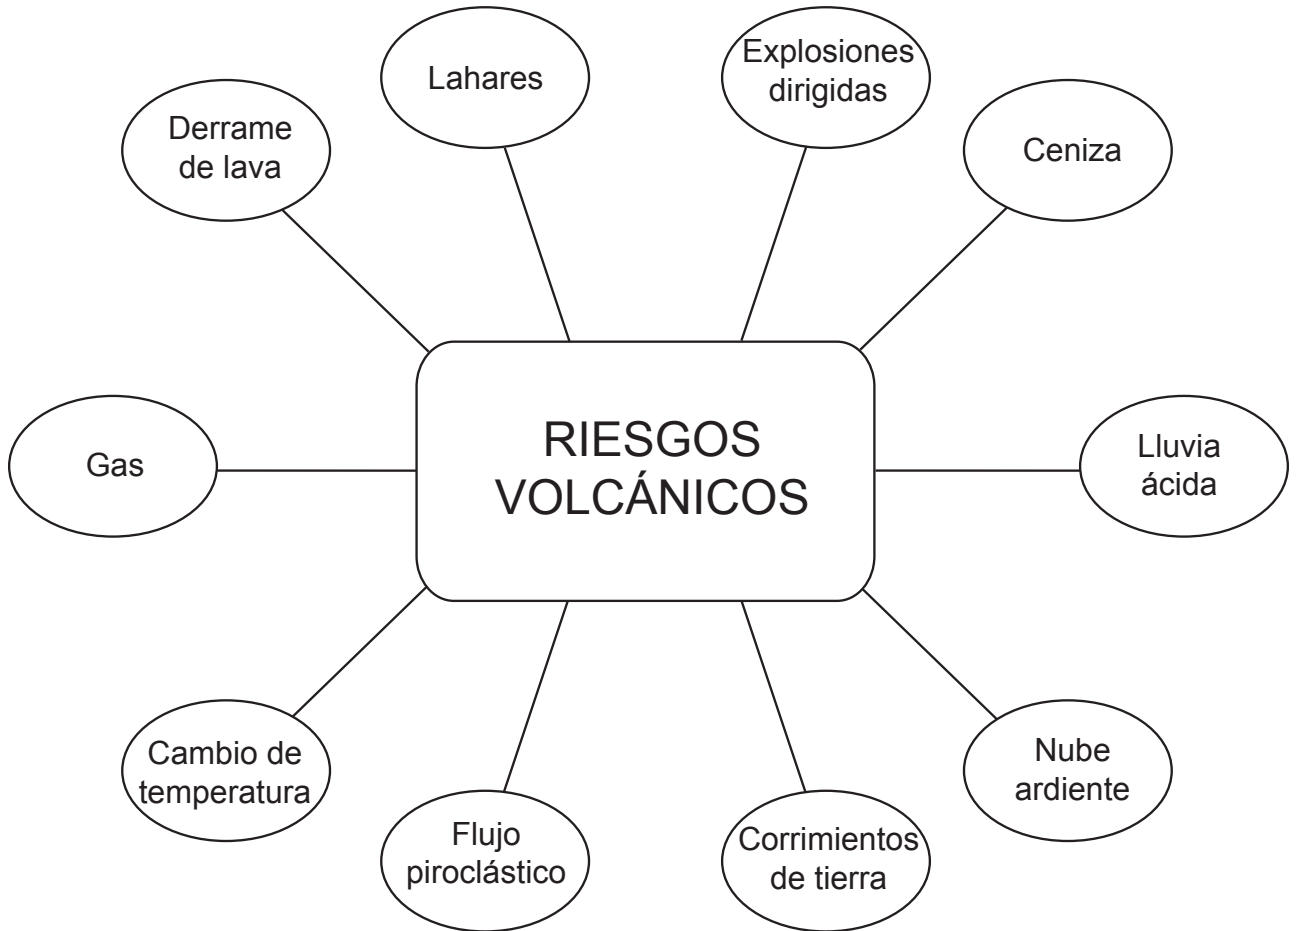 Lahares
Explosiones
dirigidas
Derrame
de lava
Ceniza
Gas
RIESGOS
VOLCÁNICOS
Lluvia
ácida
Cambio de
temperatura
Nube
ardiente
Flujo
piroclástico
Corrimientos
de tierra